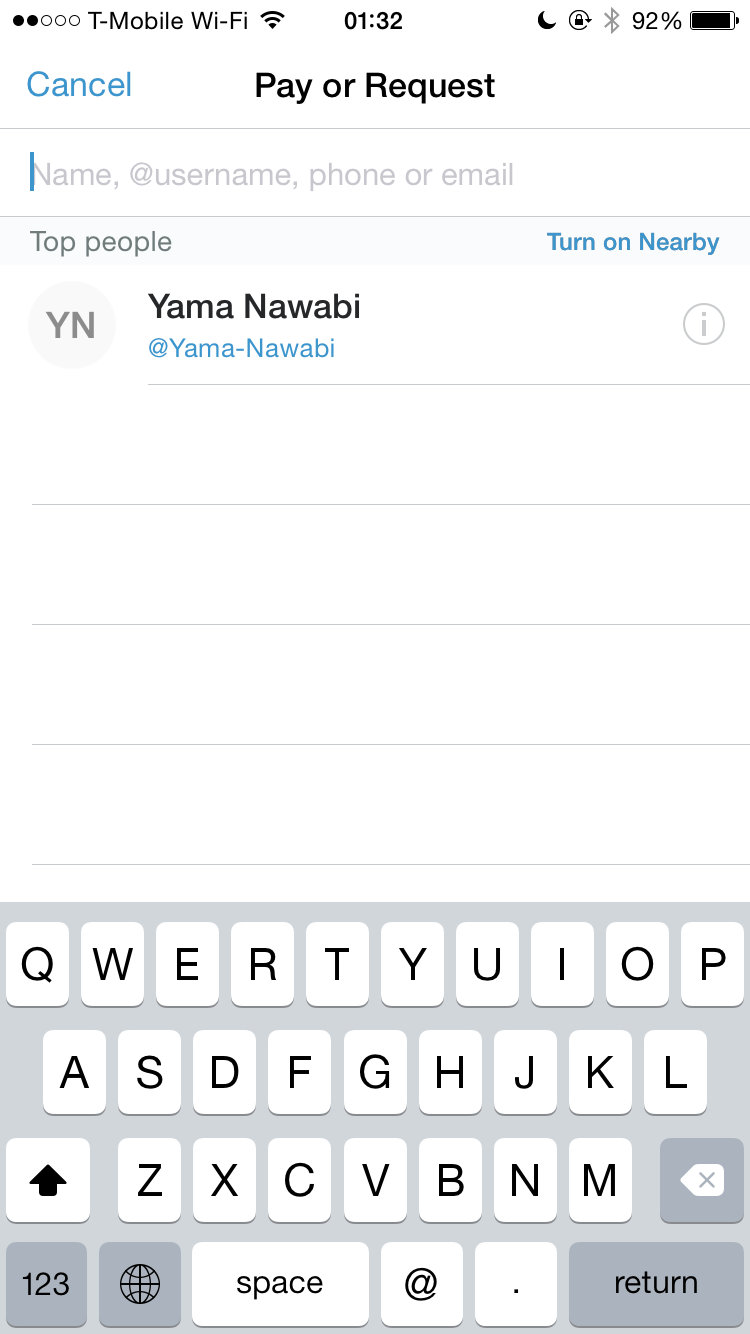 T-Mobile Wi-Fi 01:32 92%
Cancel Pay or Request
Name, @username, phone or email
Top people Turn on Nearby
YN Yama Nawabi
@Yama-Nawabi
Q W E R T Y U I O P
A S D F G H J K L
Z X C V B N M
123 space @ . return